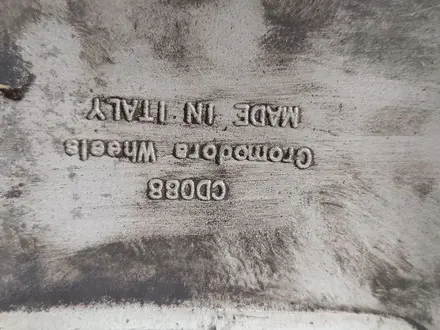 CD088
Cromodora Wheels
MADE IN ITALY